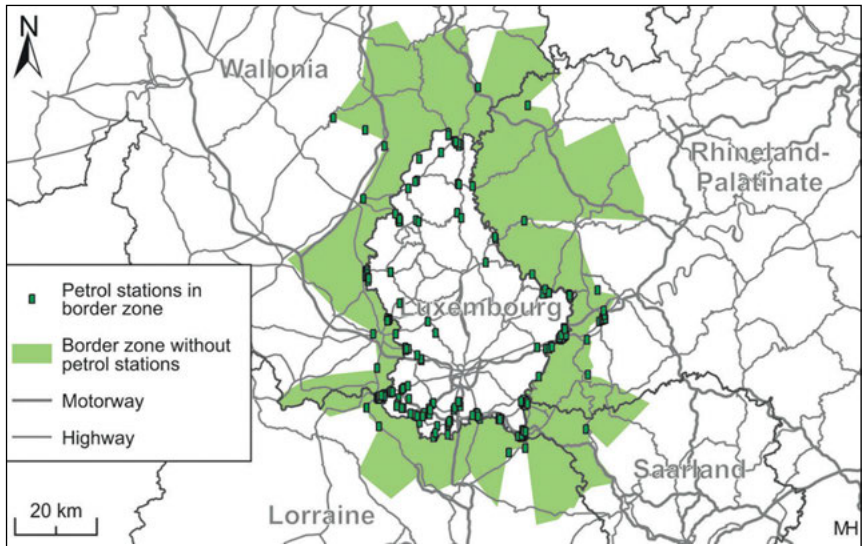 N
Wallonia
Rhineland-
Palatinate
Luxembourg
Petrol stations in
border zone
Border zone without
petrol stations
Motorway
Highway
Saarland
20 km
Lorraine
MH